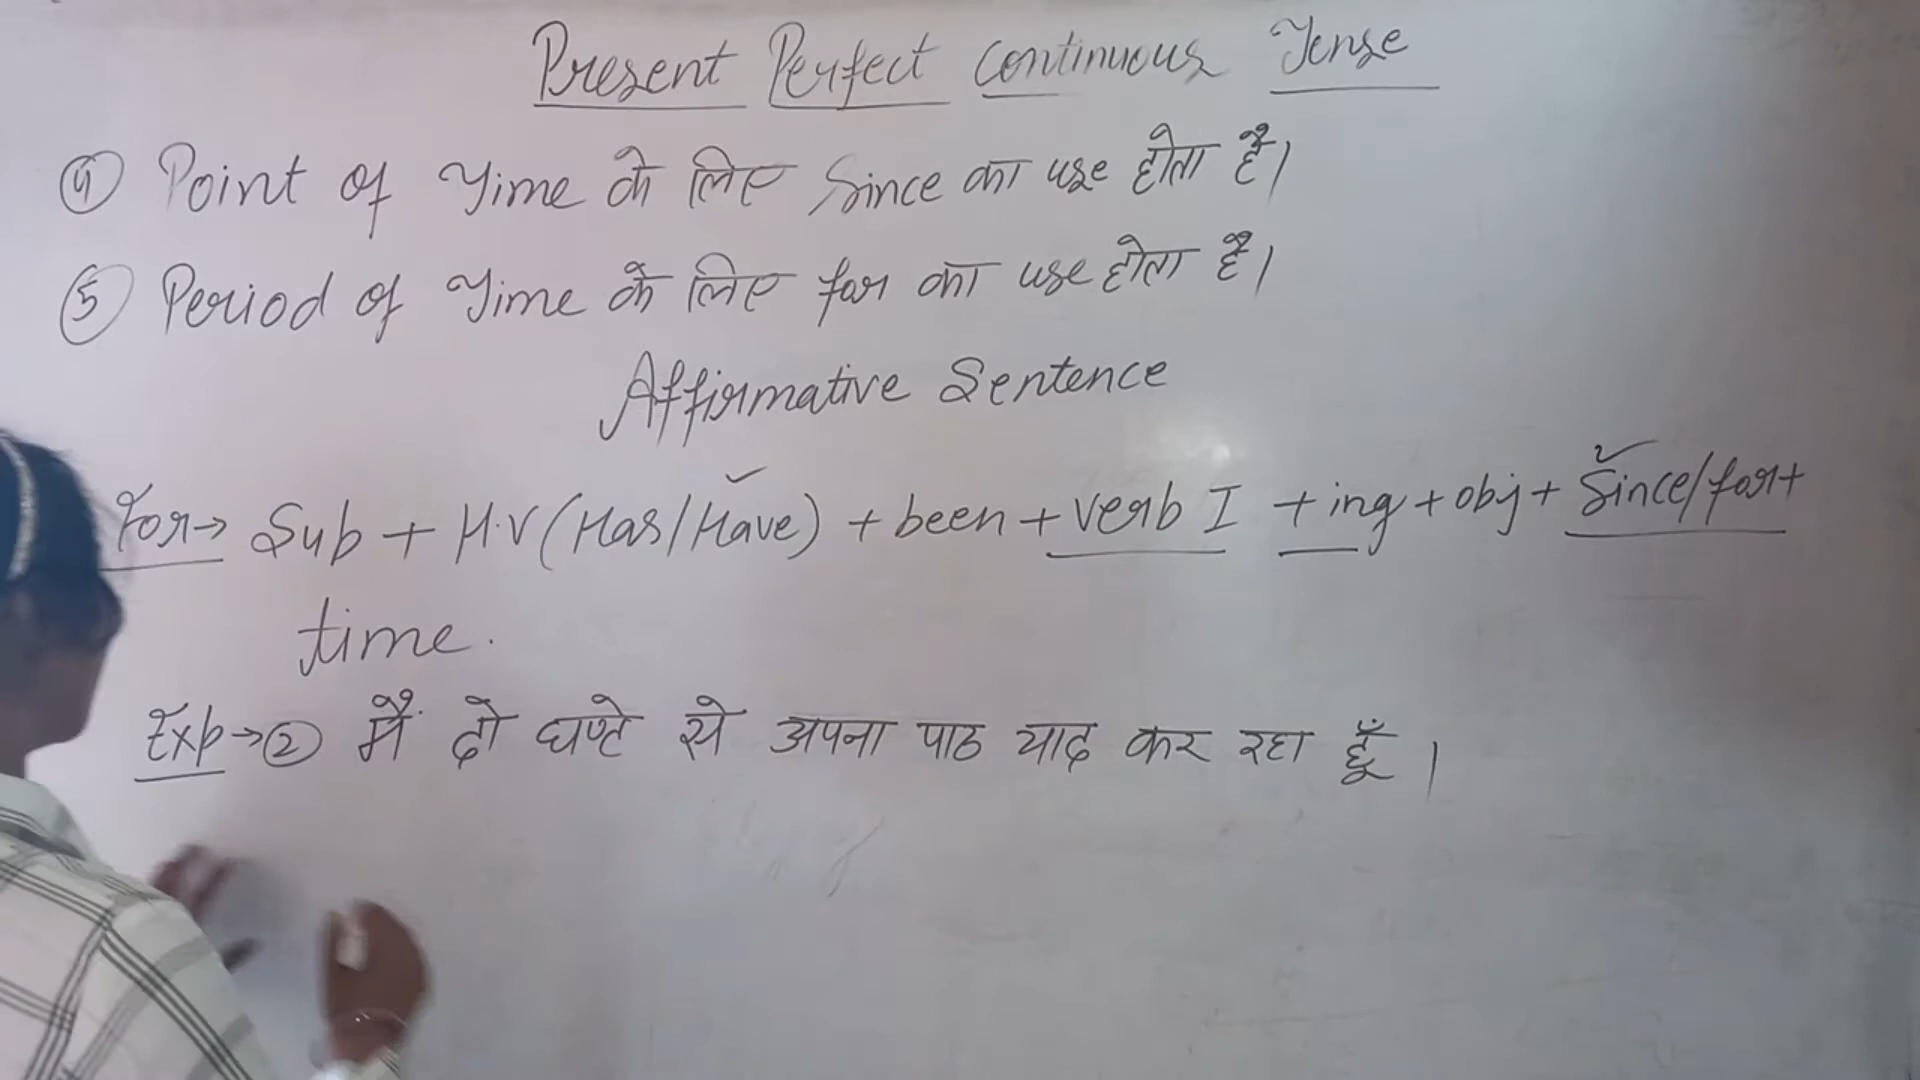 Present Perfect Continuous Tense
④ Point of Time के लिए Since का use होता है।
⑤ Period of Time के लिए for का use होता है।
Affirmative Sentence
For→ Sub + H.V (Has/Have) + been + verb I + ing + obj + Since/for +
time.
Exp→② मैं दो घण्टे से अपना पाठ याद कर रहा हूँ।